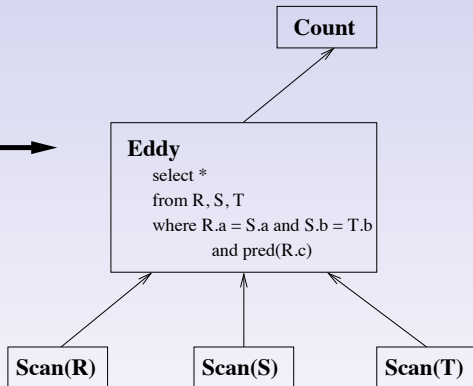 Count
Eddy
select *
from R, S, T
where R.a = S.a and S.b = T.b
and pred(R.c)
Scan(R) Scan(S) Scan(T)